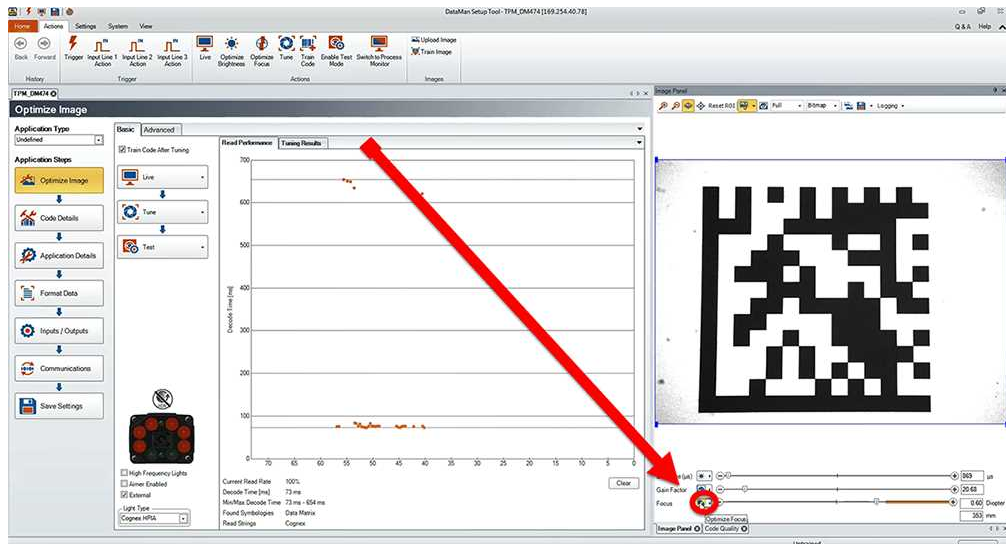 DataMan Setup Tool - TPM_DM474 [169.254.40.78]
Home Actions Settings System View Q & A Help
Back Forward Trigger Input Line 1 Action Input Line 2 Action Input Line 3 Action Live Optimize Brightness Optimize Focus Tune Train Code Enable Test Mode Switch to Process Monitor Upload Image Train Image
History Trigger Actions Images
TPM_DM474
Optimize Image
Application Type
Undefined
Application Steps
Optimize Image
Code Details
Application Details
Format Data
Inputs / Outputs
Communications
Save Settings
Basic Advanced
Train Code After Tuning
Live
Tune
Test
High Frequency Lights
Aimer Enabled
External
Light Type
Cognex HPIA
Read Performance Tuning Results
Decode Time [ms]
700
600
500
400
300
200
100
0
70 65 60 55 50 45 40 35 30 25 20 15 10 5 0
Current Read Rate 100%
Decode Time [ms] 73 ms
Min/Max Decode Time 73 ms - 654 ms
Found Symbologies Data Matrix
Read Strings Cognex
Clear
Image Panel
Reset ROI Full Bitmap Logging
(µs) 869 µs
Gain Factor 20.68
Focus 0.60 Diopter
353 mm
Optimize Focus
Image Panel Code Quality
Untrained